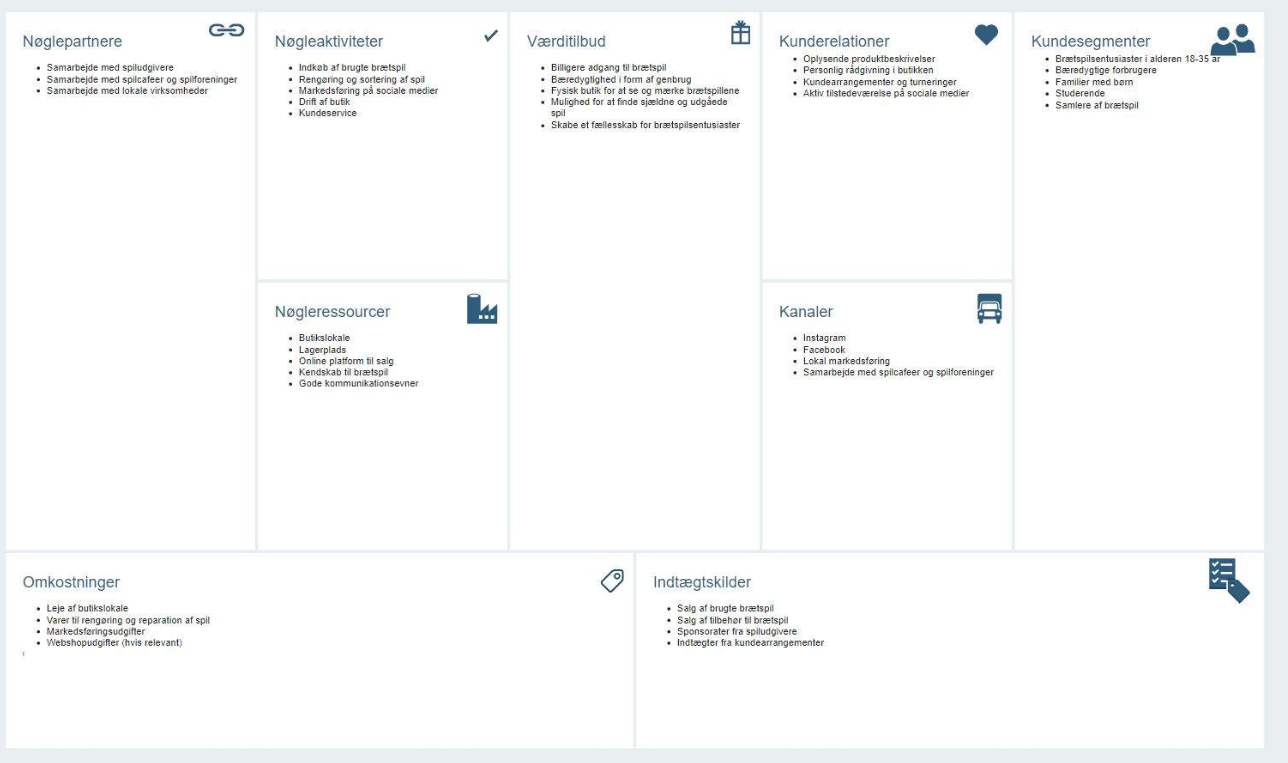 Nøglepartnere
• Samarbejde med spiludgivere
• Samarbejde med spilcafeer og spilforeninger
• Samarbejde med lokale virksomheder
Nøgleaktiviteter
• Indkøb af brugte brætspil
• Rengøring og sortering af spil
• Markedsføring på sociale medier
• Drift af butik
• Kundeservice
Nøgleressourcer
• Butikslokale
• Lagerplads
• Online platform til salg
• Kendskab til brætspil
• Gode kommunikationsevner
Værditilbud
• Billigere adgang til brætspil
• Bæredygtighed i form af genbrug
• Fysisk butik for at se og mærke brætspillene
• Mulighed for at finde sjældne og udgåede
spil
• Skabe et fællesskab for brætspilsentusiaster
Kunderelationer
• Oplysende produktbeskrivelser
• Personlig rådgivning i butikken
• Kundearrangementer og turneringer
• Aktiv tilstedeværelse på sociale medier
Kanaler
• Instagram
• Facebook
• Lokal markedsføring
• Samarbejde med spilcafeer og spilforeninger
Kundesegmenter
• Brætspilsentusiaster i alderen 18-35 år
• Bæredygtige forbrugere
• Familier med børn
• Studerende
• Samlere af brætspil
Omkostninger
• Leje af butikslokale
• Varer til rengøring og reparation af spil
• Markedsføringsudgifter
• Webshopudgifter (hvis relevant)
Indtægtskilder
• Salg af brugte brætspil
• Salg af tilbehør til brætspil
• Sponsorater fra spiludgivere
• Indtægter fra kundearrangementer